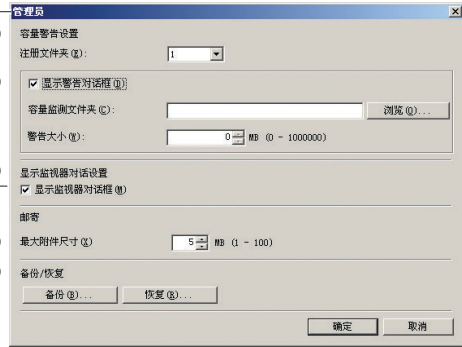 管理员
容量警告设置
注册文件夹(E): 1
显示警告对话框(D)
容量监测文件夹(C): 浏览(O)...
警告大小(W): 0 MB (0 - 1000000)
显示监视器对话设置
显示监视器对话框(M)
邮寄
最大附件尺寸(X) 5 MB (1 - 100)
备份/恢复
备份(B)... 恢复(R)...
确定 取消